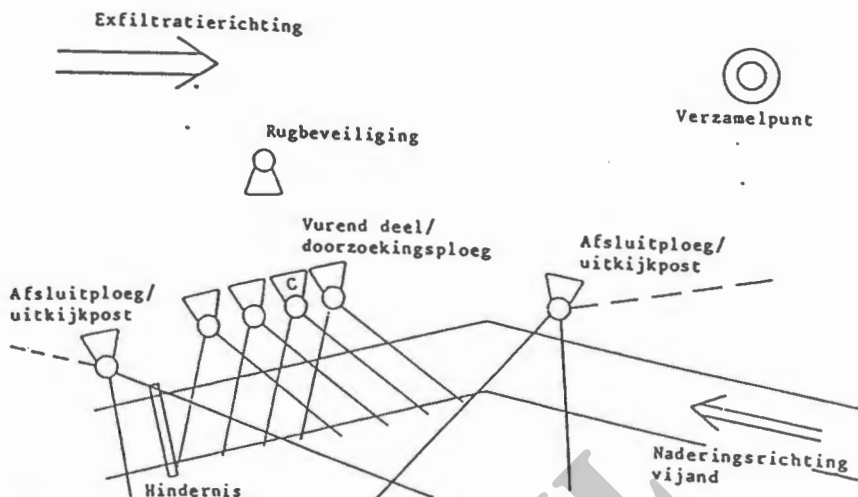 Exfiltratierichting
Verzamelpunt
Rugbeveiliging
Vurend deel/
doorzoekingsploeg
Afsluitploeg/
uitkijkpost
Afsluitploeg/
uitkijkpost
C
Naderingsrichting
vijand
Hindernis